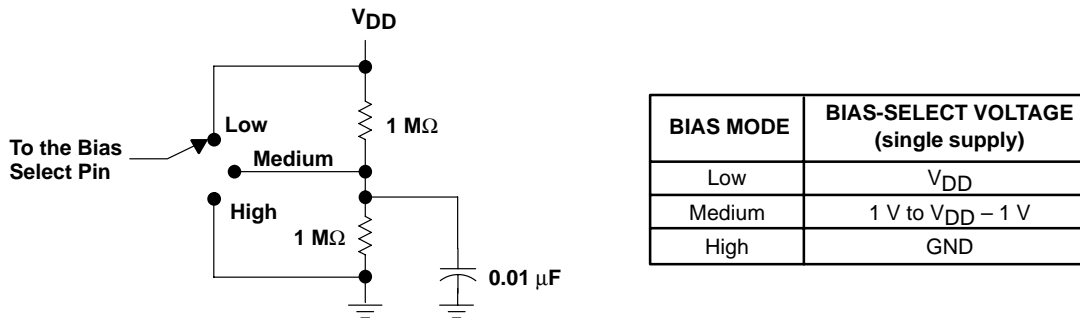 VDD
Low
1 MΩ
To the Bias
Select Pin
Medium
High
1 MΩ
0.01 μF
BIAS MODE
BIAS-SELECT VOLTAGE
(single supply)
Low
VDD
Medium
1 V to VDD – 1 V
High
GND